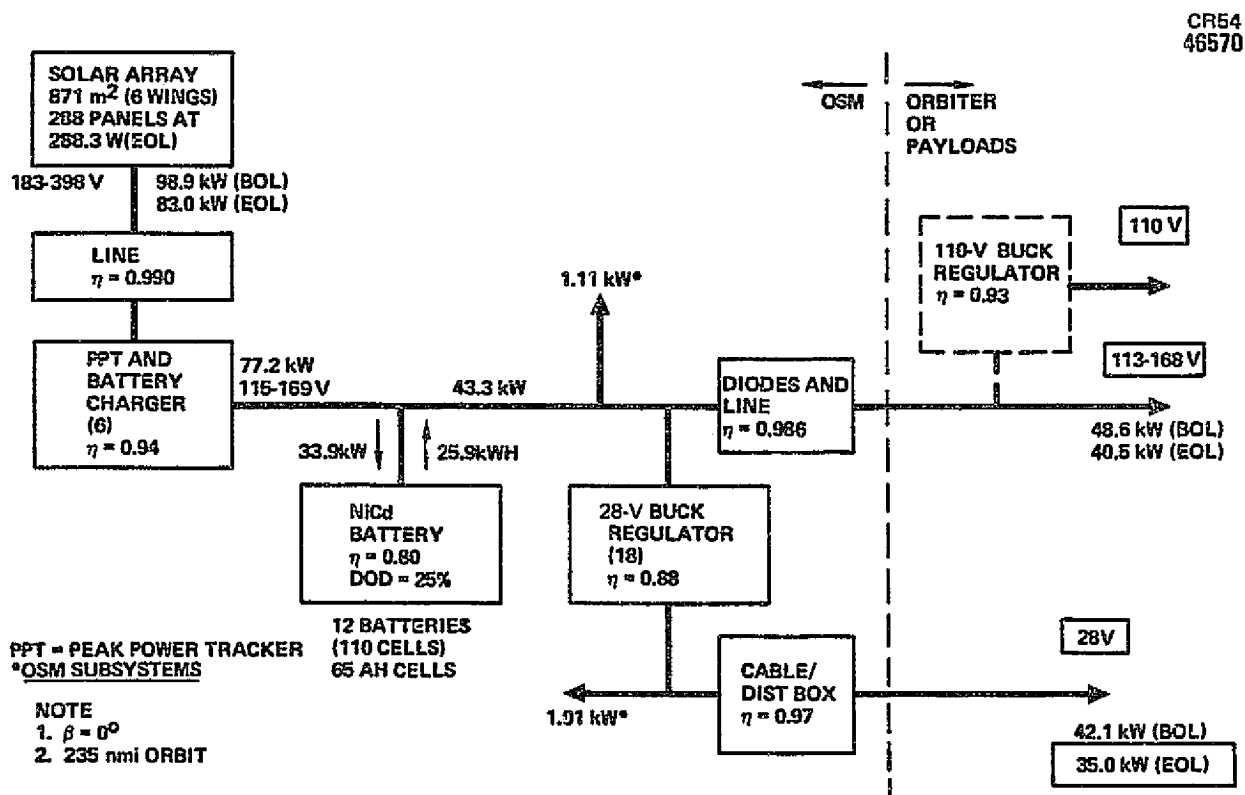 CR54
46570
SOLAR ARRAY
871 m² (6 WINGS)
288 PANELS AT
288.3 W(EOL)
OSM
ORBITER
OR
PAYLOADS
183-398 V
98.9 kW (BOL)
83.0 kW (EOL)
LINE
η = 0.990
110-V BUCK
REGULATOR
η = 0.93
110 V
1.11 kW*
PPT AND
BATTERY
CHARGER
(6)
η = 0.94
77.2 kW
115-169 V
43.3 kW
DIODES AND
LINE
η = 0.986
113-168 V
48.6 kW (BOL)
40.5 kW (EOL)
33.9kW
25.9kWH
NiCd
BATTERY
η = 0.80
DOD = 25%
28-V BUCK
REGULATOR
(18)
η = 0.88
12 BATTERIES
(110 CELLS)
65 AH CELLS
PPT = PEAK POWER TRACKER
*OSM SUBSYSTEMS
NOTE
1. β = 0°
2. 235 nmi ORBIT
1.91 kW*
CABLE/
DIST BOX
η = 0.97
28V
42.1 kW (BOL)
35.0 kW (EOL)